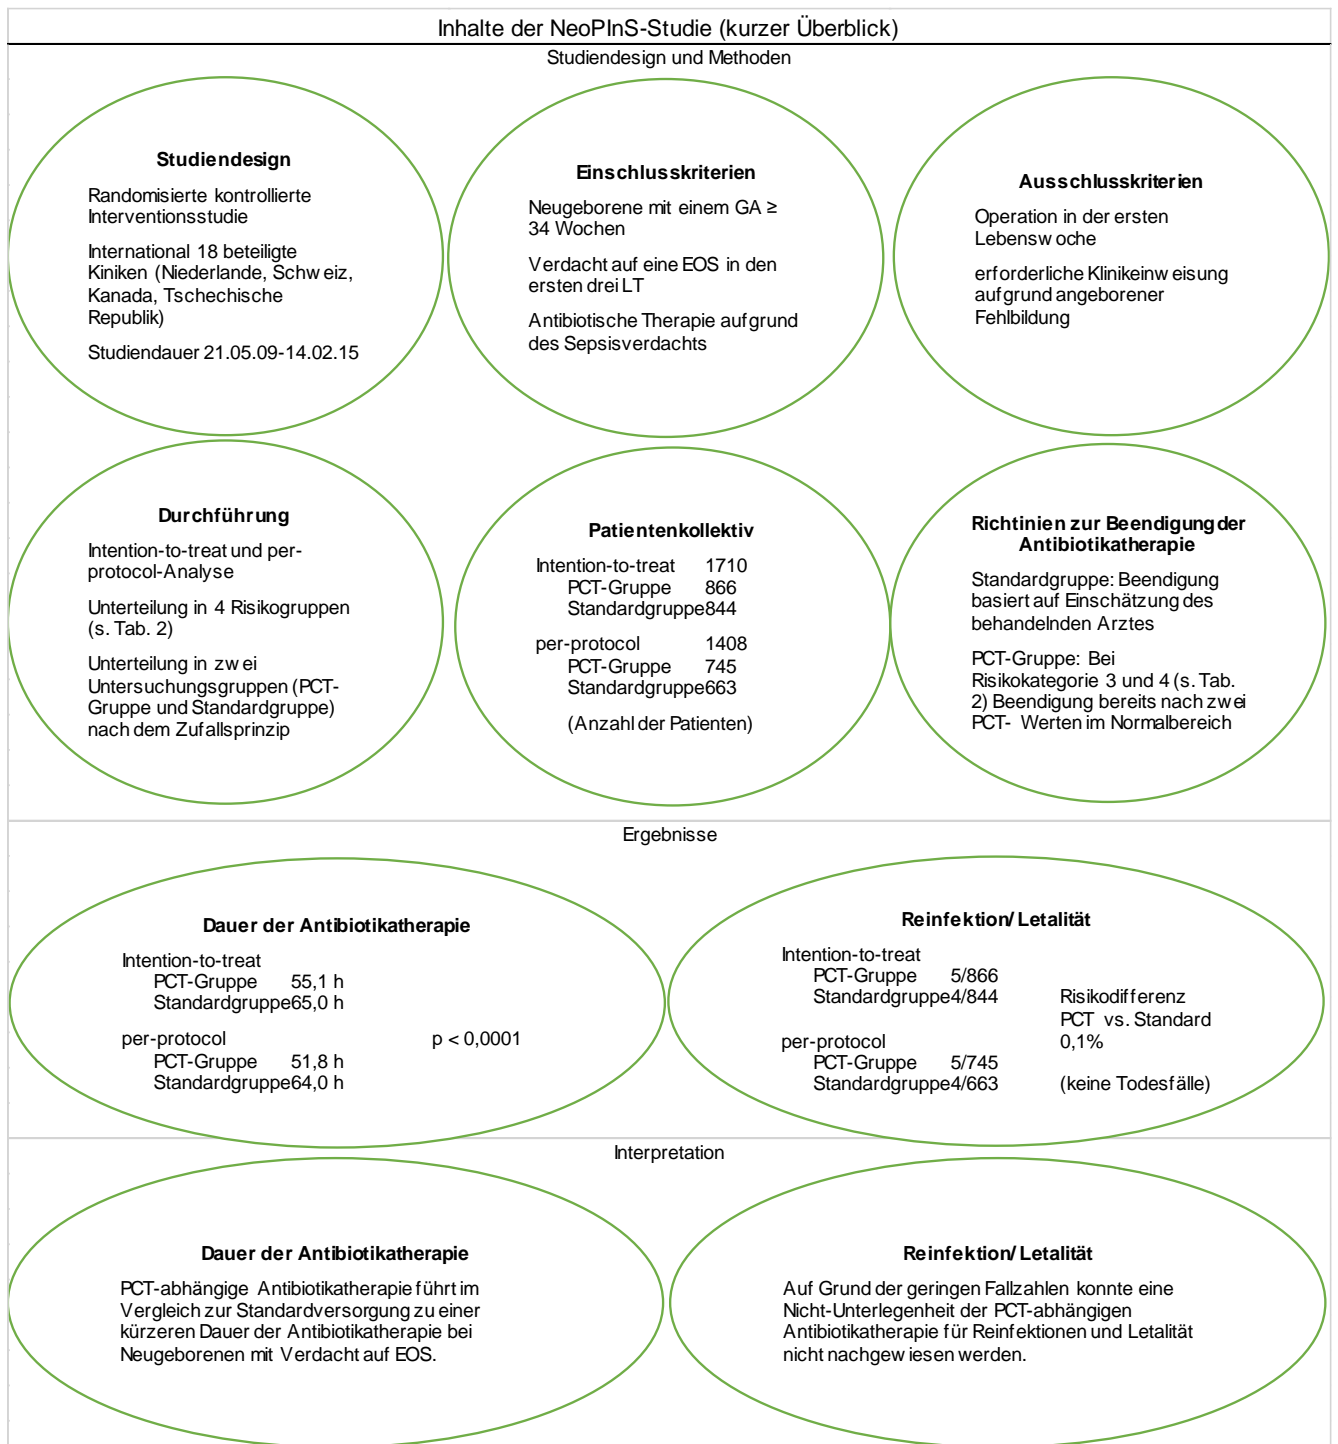 Inhalte der NeoPInS-Studie (kurzer Überblick)
Studiendesign und Methoden
Studiendesign
Randomisierte kontrollierte
Interventionsstudie
International 18 beteiligte
Kiniken (Niederlande, Schweiz,
Kanada, Tschechische
Republik)
Studiendauer 21.05.09-14.02.15
Einschlusskriterien
Neugeborene mit einem GA ≥
34 Wochen
Verdacht auf eine EOS in den
ersten drei LT
Antibiotische Therapie aufgrund
des Sepsisverdachts
Ausschlusskriterien
Operation in der ersten
Lebenswoche
erforderliche Klinikeinweisung
aufgrund angeborener
Fehlbildung
Durchführung
Intention-to-treat und per-
protocol-Analyse
Unterteilung in 4 Risikogruppen
(s. Tab. 2)
Unterteilung in zwei
Untersuchungsgruppen (PCT-
Gruppe und Standardgruppe)
nach dem Zufallsprinzip
Patientenkollektiv
Intention-to-treat 1710
PCT-Gruppe 866
Standardgruppe 844
per-protocol 1408
PCT-Gruppe 745
Standardgruppe 663
(Anzahl der Patienten)
Richtinien zur Beendigung der
Antibiotikatherapie
Standardgruppe: Beendigung
basiert auf Einschätzung des
behandelnden Arztes
PCT-Gruppe: Bei
Risikokategorie 3 und 4 (s. Tab.
2) Beendigung bereits nach zwei
PCT- Werten im Normalbereich
Ergebnisse
Dauer der Antibiotikatherapie
Intention-to-treat
PCT-Gruppe 55,1 h
Standardgruppe 65,0 h
per-protocol p < 0,0001
PCT-Gruppe 51,8 h
Standardgruppe 64,0 h
Reinfektion/ Letalität
Intention-to-treat
PCT-Gruppe 5/866
Standardgruppe 4/844 Risikodifferenz
PCT vs. Standard
per-protocol 0,1%
PCT-Gruppe 5/745
Standardgruppe 4/663 (keine Todesfälle)
Interpretation
Dauer der Antibiotikatherapie
PCT-abhängige Antibiotikatherapie führt im
Vergleich zur Standardversorgung zu einer
kürzeren Dauer der Antibiotikatherapie bei
Neugeborenen mit Verdacht auf EOS.
Reinfektion/ Letalität
Auf Grund der geringen Fallzahlen konnte eine
Nicht-Unterlegenheit der PCT-abhängigen
Antibiotikatherapie für Reinfektionen und Letalität
nicht nachgewiesen werden.